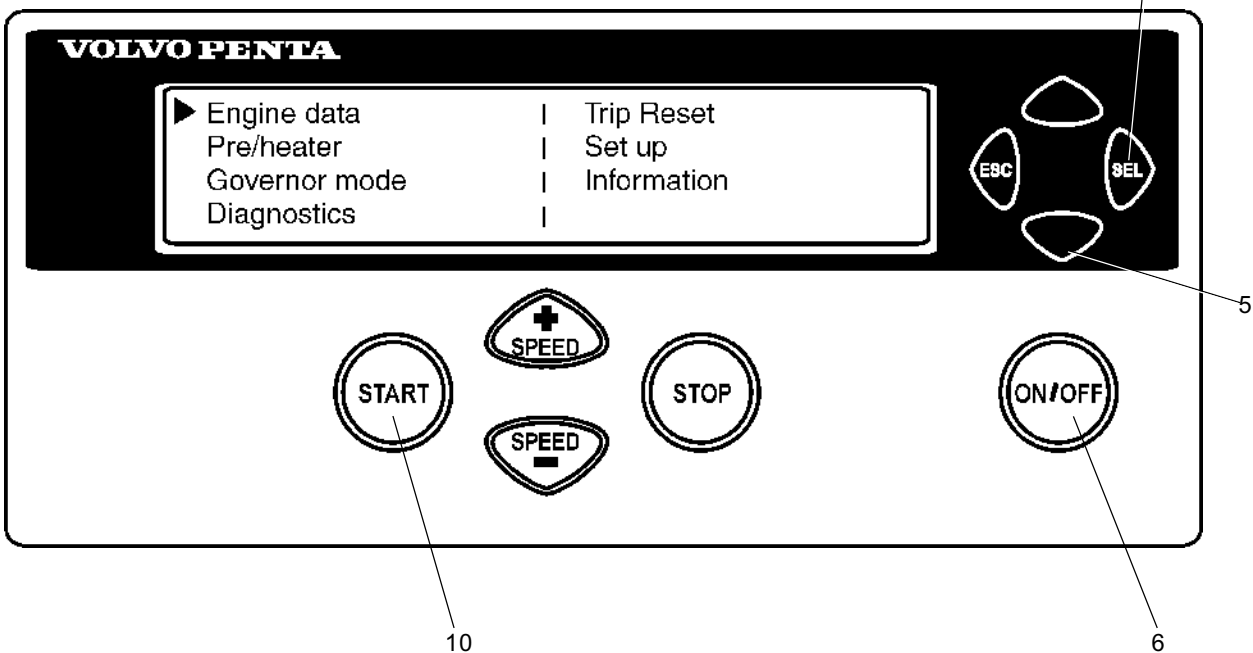 VOLVO PENTA
Engine data | Trip Reset
Pre/heater | Set up
Governor mode | Information
Diagnostics |
ESC
SEL
5
+
SPEED
START
STOP
ON/OFF
SPEED
-
10
6